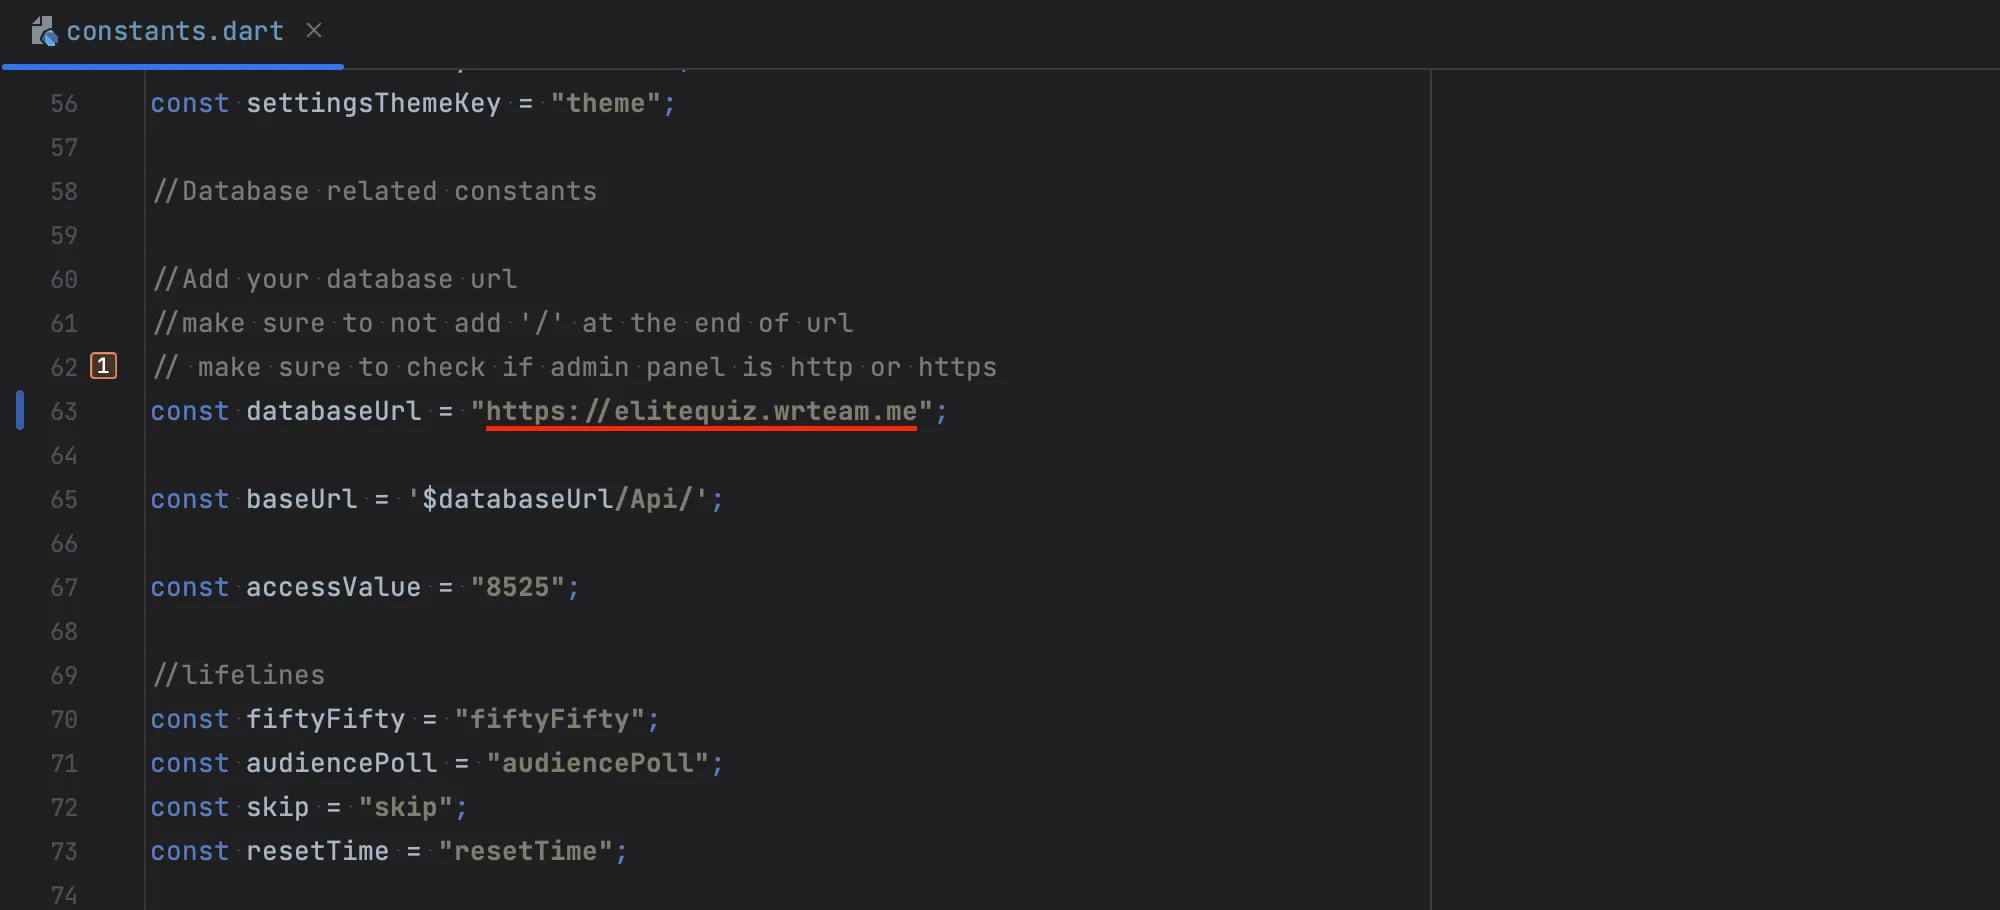 constants.dart
56 const settingsThemeKey = "theme";
57
58 //Database related constants
59
60 //Add your database url
61 //make sure to not add '/' at the end of url
62 1 // make sure to check if admin panel is http or https
63 const databaseUrl = "https://elitequiz.wrteam.me";
64
65 const baseUrl = '$databaseUrl/Api/';
66
67 const accessValue = "8525";
68
69 //lifelines
70 const fiftyFifty = "fiftyFifty";
71 const audiencePoll = "audiencePoll";
72 const skip = "skip";
73 const resetTime = "resetTime";
74